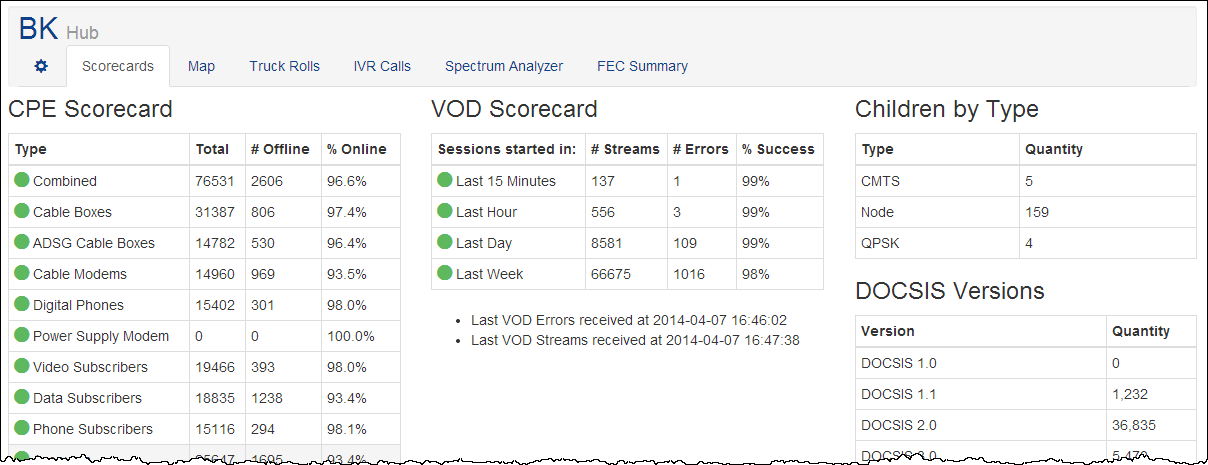 BK Hub
Scorecards Map Truck Rolls IVR Calls Spectrum Analyzer FEC Summary
CPE Scorecard
Type Total # Offline % Online
Combined 76531 2606 96.6%
Cable Boxes 31387 806 97.4%
ADSG Cable Boxes 14782 530 96.4%
Cable Modems 14960 969 93.5%
Digital Phones 15402 301 98.0%
Power Supply Modem 0 0 100.0%
Video Subscribers 19466 393 98.0%
Data Subscribers 18835 1238 93.4%
Phone Subscribers 15116 294 98.1%
VOD Scorecard
Sessions started in: # Streams # Errors % Success
Last 15 Minutes 137 1 99%
Last Hour 556 3 99%
Last Day 8581 109 99%
Last Week 66675 1016 98%
Last VOD Errors received at 2014-04-07 16:46:02
Last VOD Streams received at 2014-04-07 16:47:38
Children by Type
Type Quantity
CMTS 5
Node 159
QPSK 4
DOCSIS Versions
Version Quantity
DOCSIS 1.0 0
DOCSIS 1.1 1,232
DOCSIS 2.0 36,835